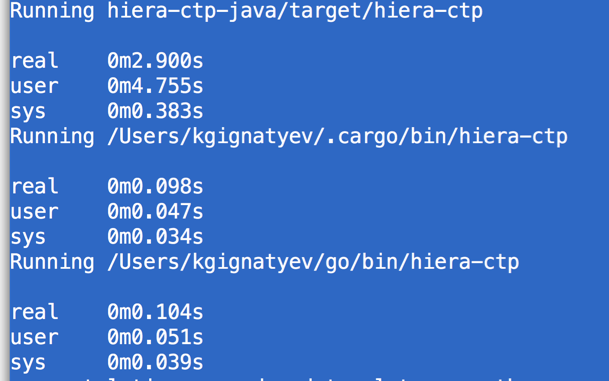 Running hiera-ctp-java/target/hiera-ctp
real 0m2.900s
user 0m4.755s
sys 0m0.383s
Running /Users/kgignatyev/.cargo/bin/hiera-ctp
real 0m0.098s
user 0m0.047s
sys 0m0.034s
Running /Users/kgignatyev/go/bin/hiera-ctp
real 0m0.104s
user 0m0.051s
sys 0m0.039s